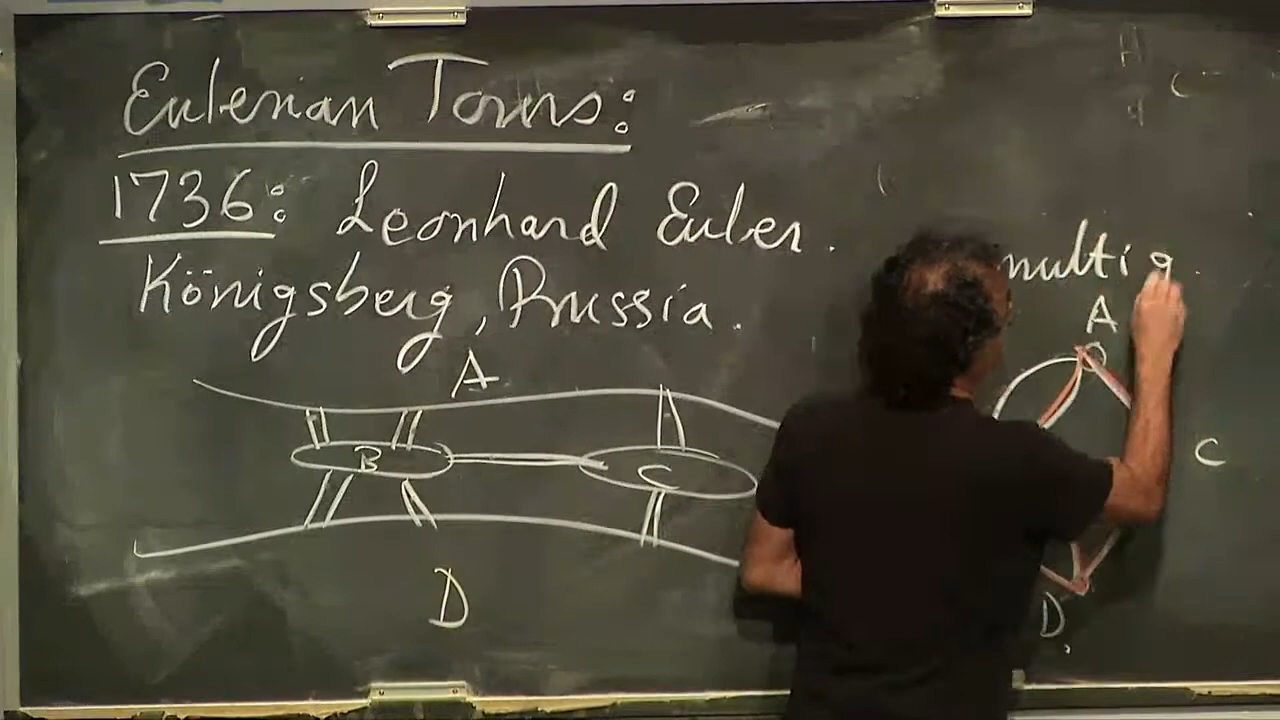 Eulerian Tours:
1736: Leonhard Euler.
Königsberg, Prussia.
multig
A
A
B
C
C
D
D